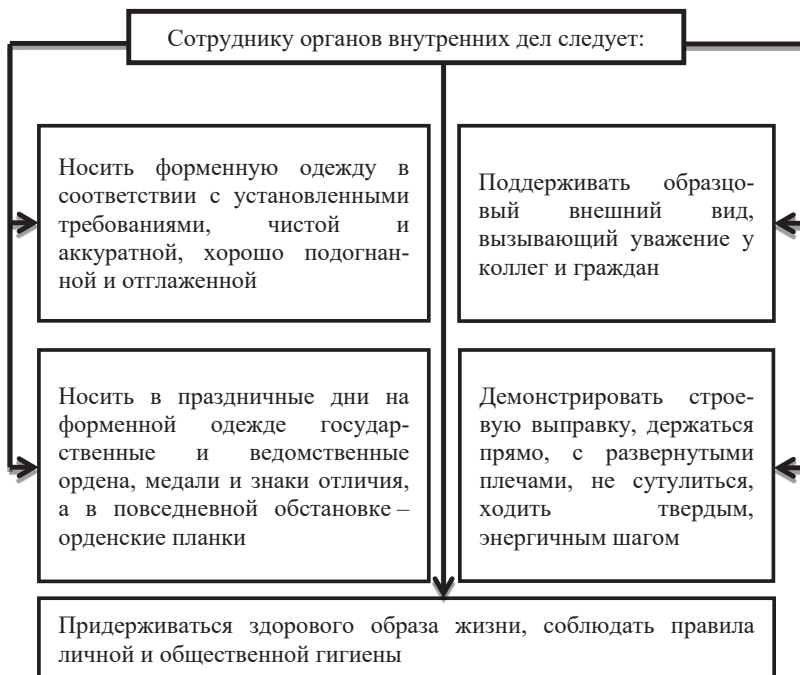 Сотруднику органов внутренних дел следует:
Носить форменную одежду в
соответствии с установленными
требованиями, чистой и
аккуратной, хорошо подогнан-
ной и отглаженной
Поддерживать образцо-
вый внешний вид,
вызывающий уважение у
коллег и граждан
Носить в праздничные дни на
форменной одежде государ-
ственные и ведомственные
ордена, медали и знаки отличия,
а в повседневной обстановке –
орденские планки
Демонстрировать строе-
вую выправку, держаться
прямо, с развернутыми
плечами, не сутулиться,
ходить твердым,
энергичным шагом
Придерживаться здорового образа жизни, соблюдать правила
личной и общественной гигиены